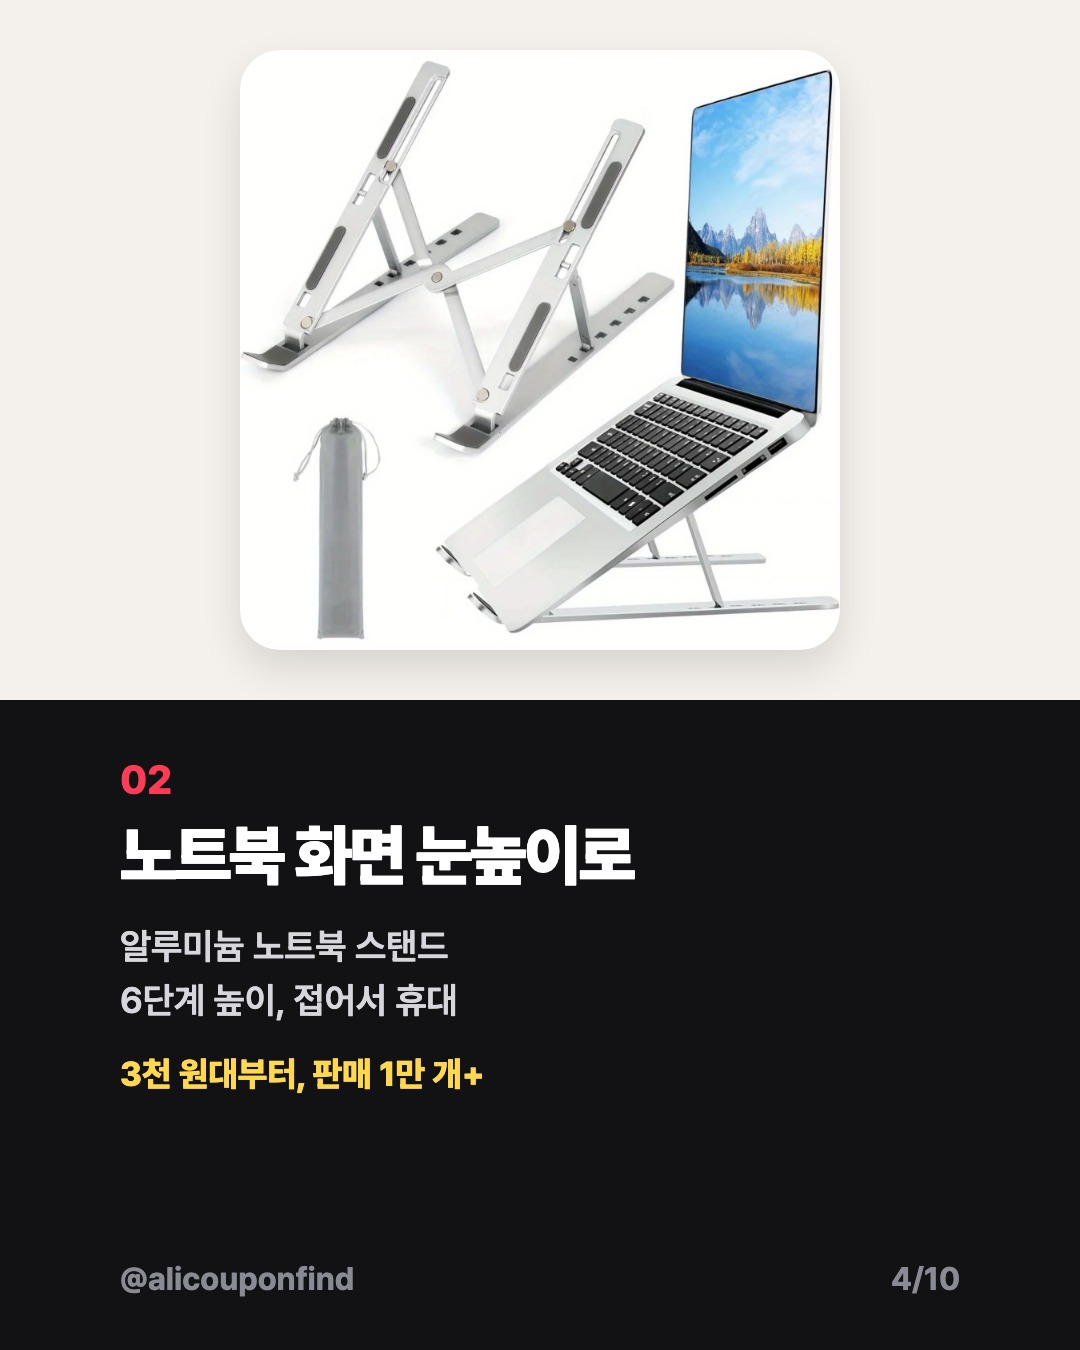 02
노트북 화면 눈높이로
알루미늄 노트북 스탠드
6단계 높이, 접어서 휴대
3천 원대부터, 판매 1만 개+
@alicouponfind
4/10